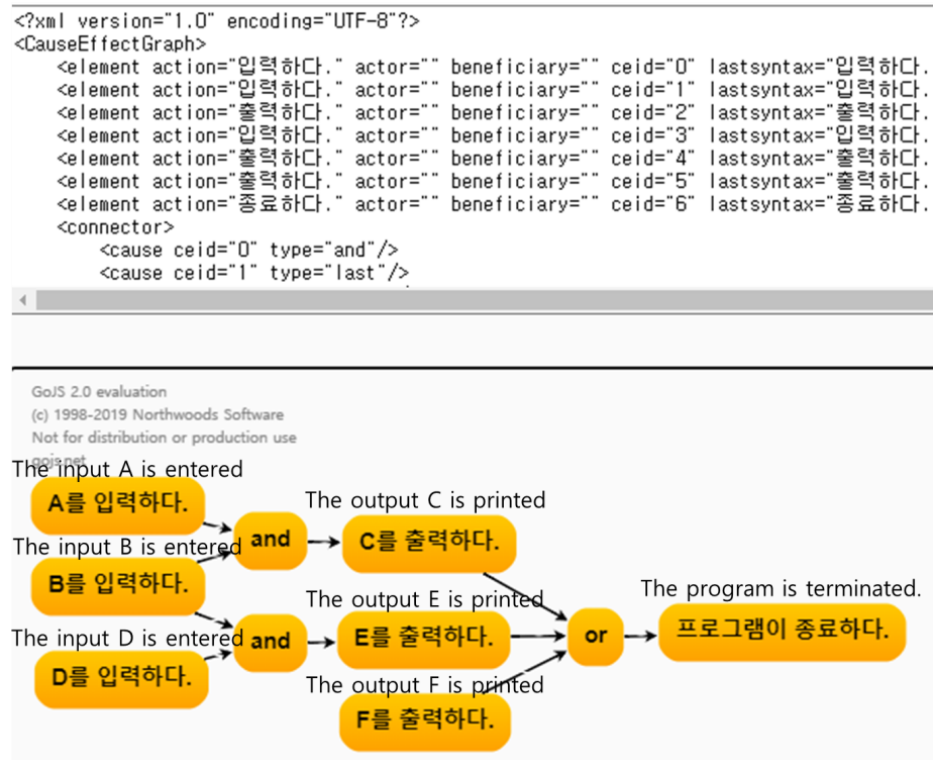 <?xml version="1.0" encoding="UTF-8"?>
<CauseEffectGraph>
<element action="입력하다." actor="" beneficiary="" ceid="0" lastsyntax="입력하다.
<element action="입력하다." actor="" beneficiary="" ceid="1" lastsyntax="입력하다.
<element action="출력하다." actor="" beneficiary="" ceid="2" lastsyntax="출력하다.
<element action="입력하다." actor="" beneficiary="" ceid="3" lastsyntax="입력하다.
<element action="출력하다." actor="" beneficiary="" ceid="4" lastsyntax="출력하다.
<element action="출력하다." actor="" beneficiary="" ceid="5" lastsyntax="출력하다.
<element action="종료하다." actor="" beneficiary="" ceid="6" lastsyntax="종료하다.
<connector>
<cause ceid="0" type="and"/>
<cause ceid="1" type="last"/>
GoJS 2.0 evaluation
(c) 1998-2019 Northwoods Software
Not for distribution or production use
gojs.net
The input A is entered
A를 입력하다.
The output C is printed
and
C를 출력하다.
The input B is entered
B를 입력하다.
The program is terminated.
The output E is printed
The input D is entered
and
E를 출력하다.
or
프로그램이 종료하다.
D를 입력하다.
The output F is printed
F를 출력하다.